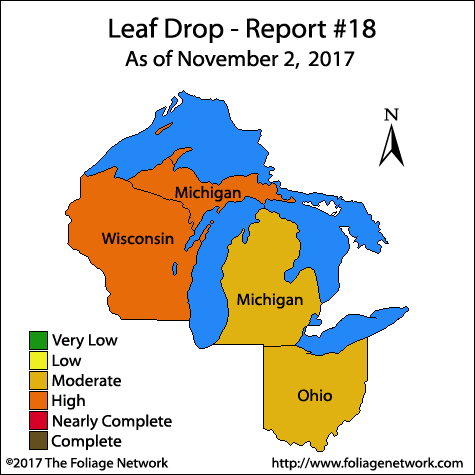 Leaf Drop - Report #18
As of November 2, 2017
N
Michigan
Wisconsin
Michigan
Ohio
Very Low
Low
Moderate
High
Nearly Complete
Complete
©2017 The Foliage Network
http://www.foliagenetwork.com